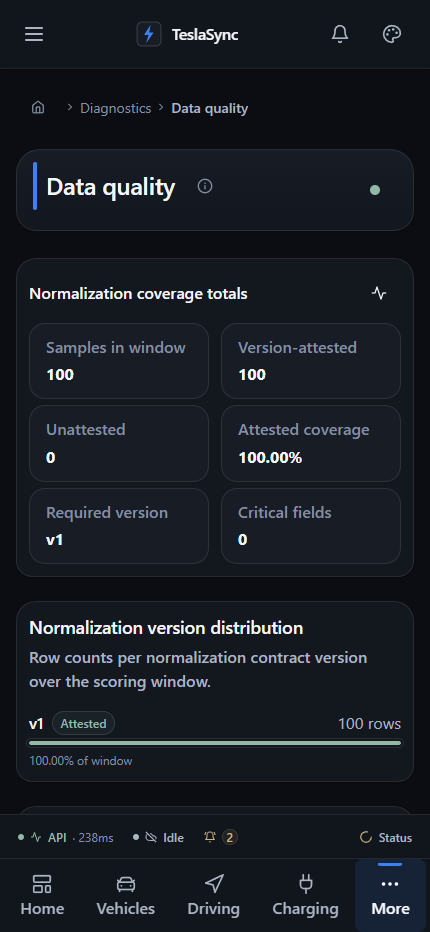 TeslaSync
Diagnostics
Data quality
Data quality
Normalization coverage totals
Samples in window
100
Version-attested
100
Unattested
0
Attested coverage
100.00%
Required version
v1
Critical fields
0
Normalization version distribution
Row counts per normalization contract version
over the scoring window.
v1 Attested 100 rows
100.00% of window
API · 238ms Idle 2 Status
Home Vehicles Driving Charging More